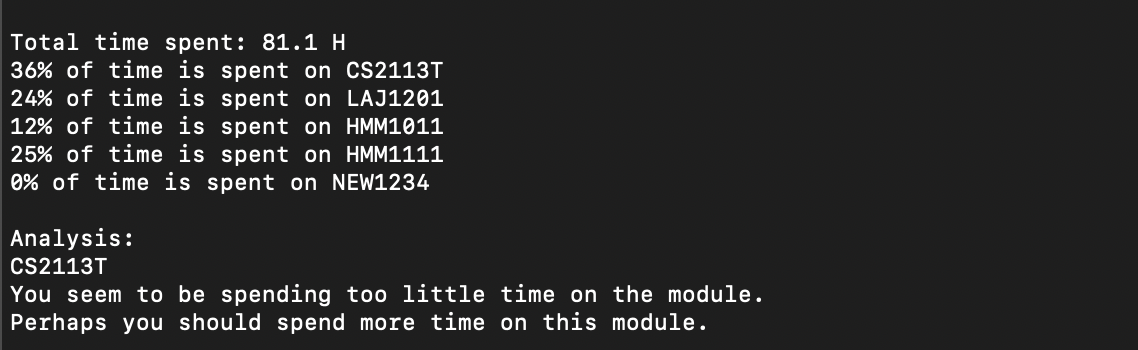 Total time spent: 81.1 H
36% of time is spent on CS2113T
24% of time is spent on LAJ1201
12% of time is spent on HMM1011
25% of time is spent on HMM1111
0% of time is spent on NEW1234
Analysis:
CS2113T
You seem to be spending too little time on the module.
Perhaps you should spend more time on this module.